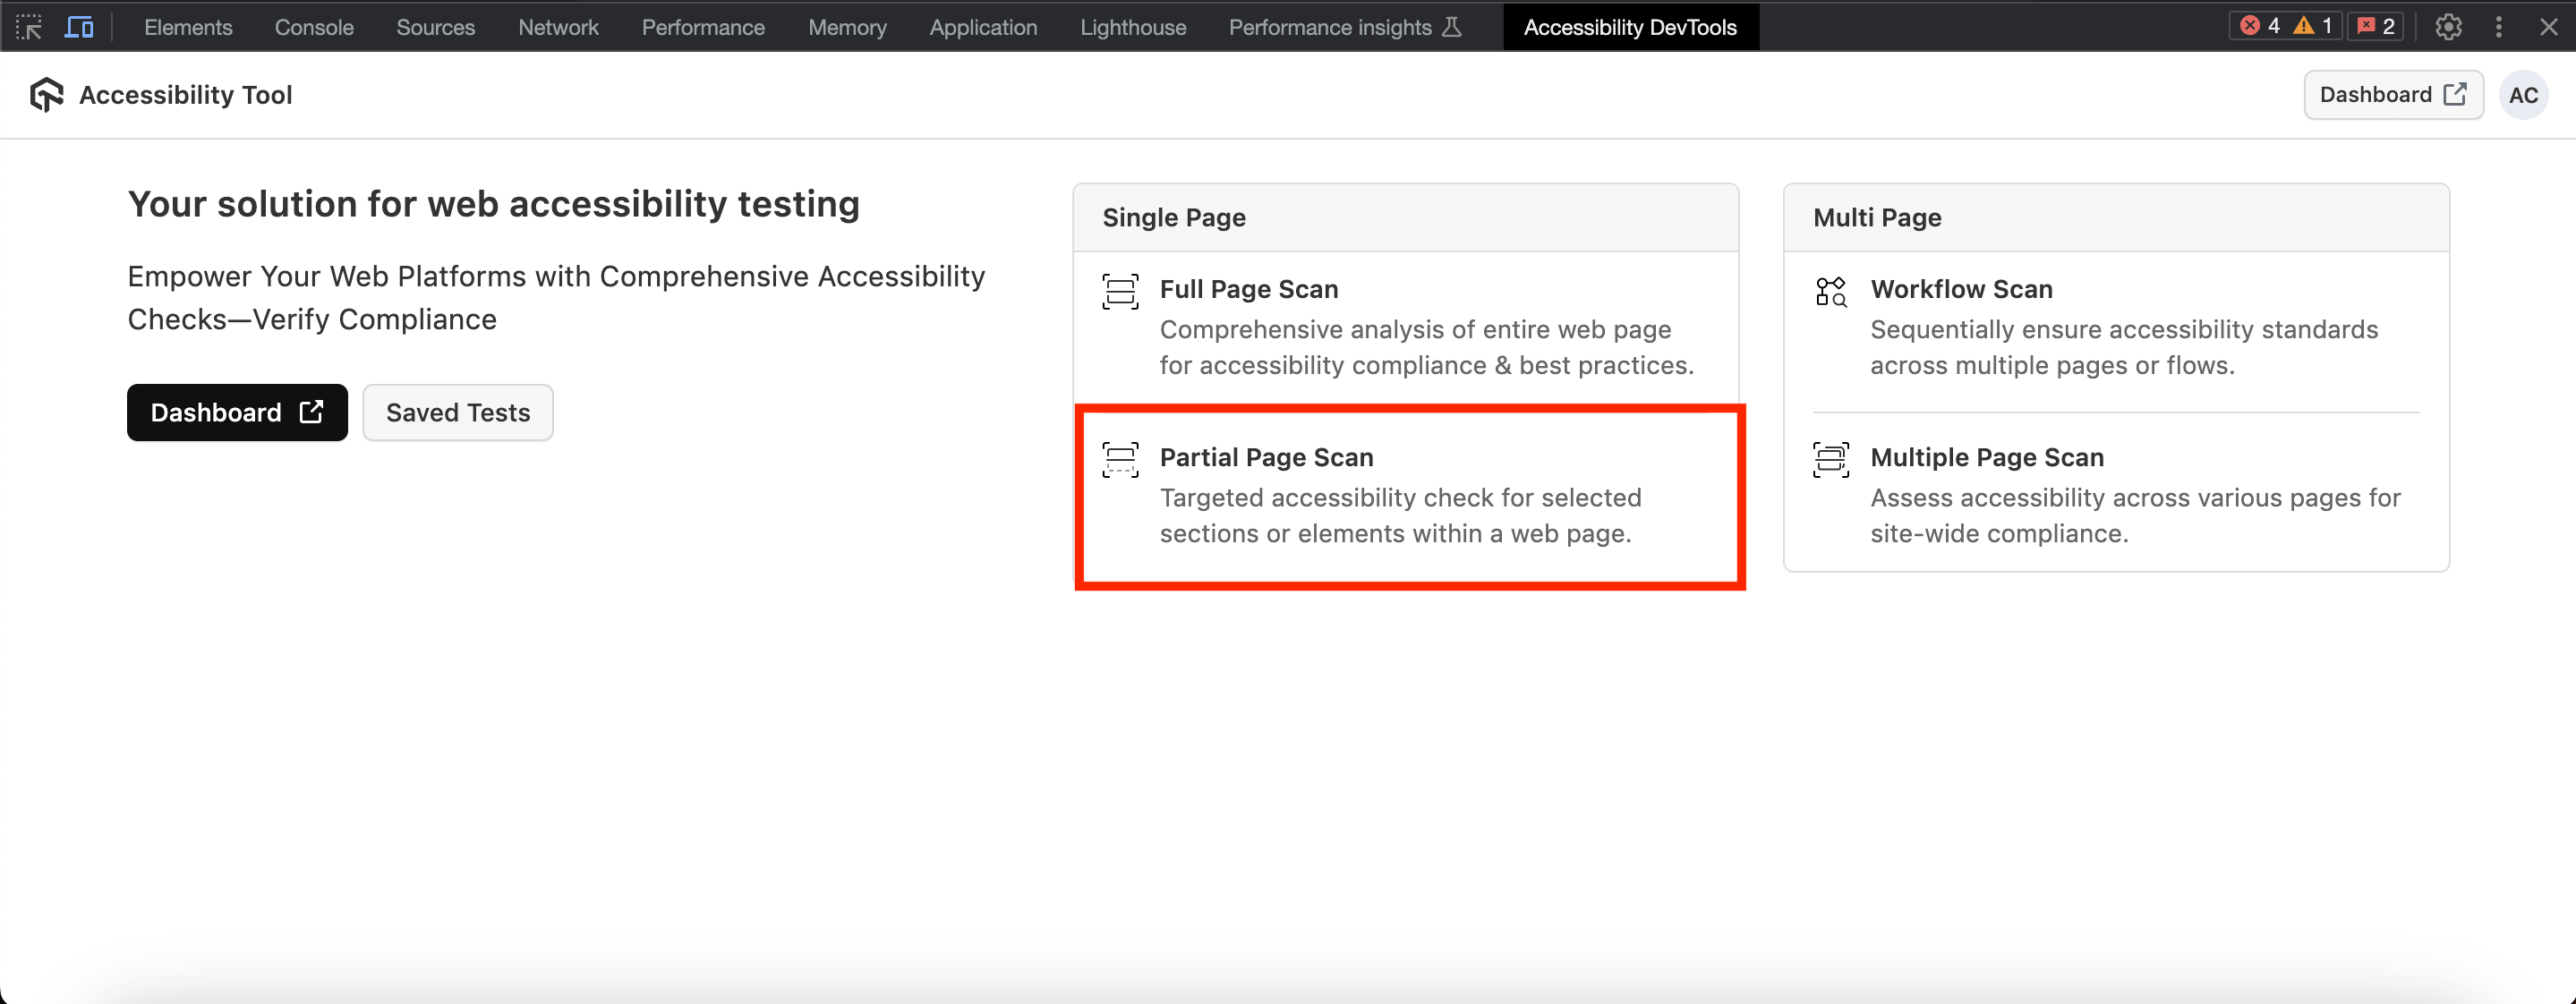 Elements Console Sources Network Performance Memory Application Lighthouse Performance insights Accessibility DevTools 4 1 2
Accessibility Tool
Dashboard AC
Your solution for web accessibility testing
Empower Your Web Platforms with Comprehensive Accessibility
Checks—Verify Compliance
Dashboard Saved Tests
Single Page
Full Page Scan
Comprehensive analysis of entire web page
for accessibility compliance & best practices.
Partial Page Scan
Targeted accessibility check for selected
sections or elements within a web page.
Multi Page
Workflow Scan
Sequentially ensure accessibility standards
across multiple pages or flows.
Multiple Page Scan
Assess accessibility across various pages for
site-wide compliance.